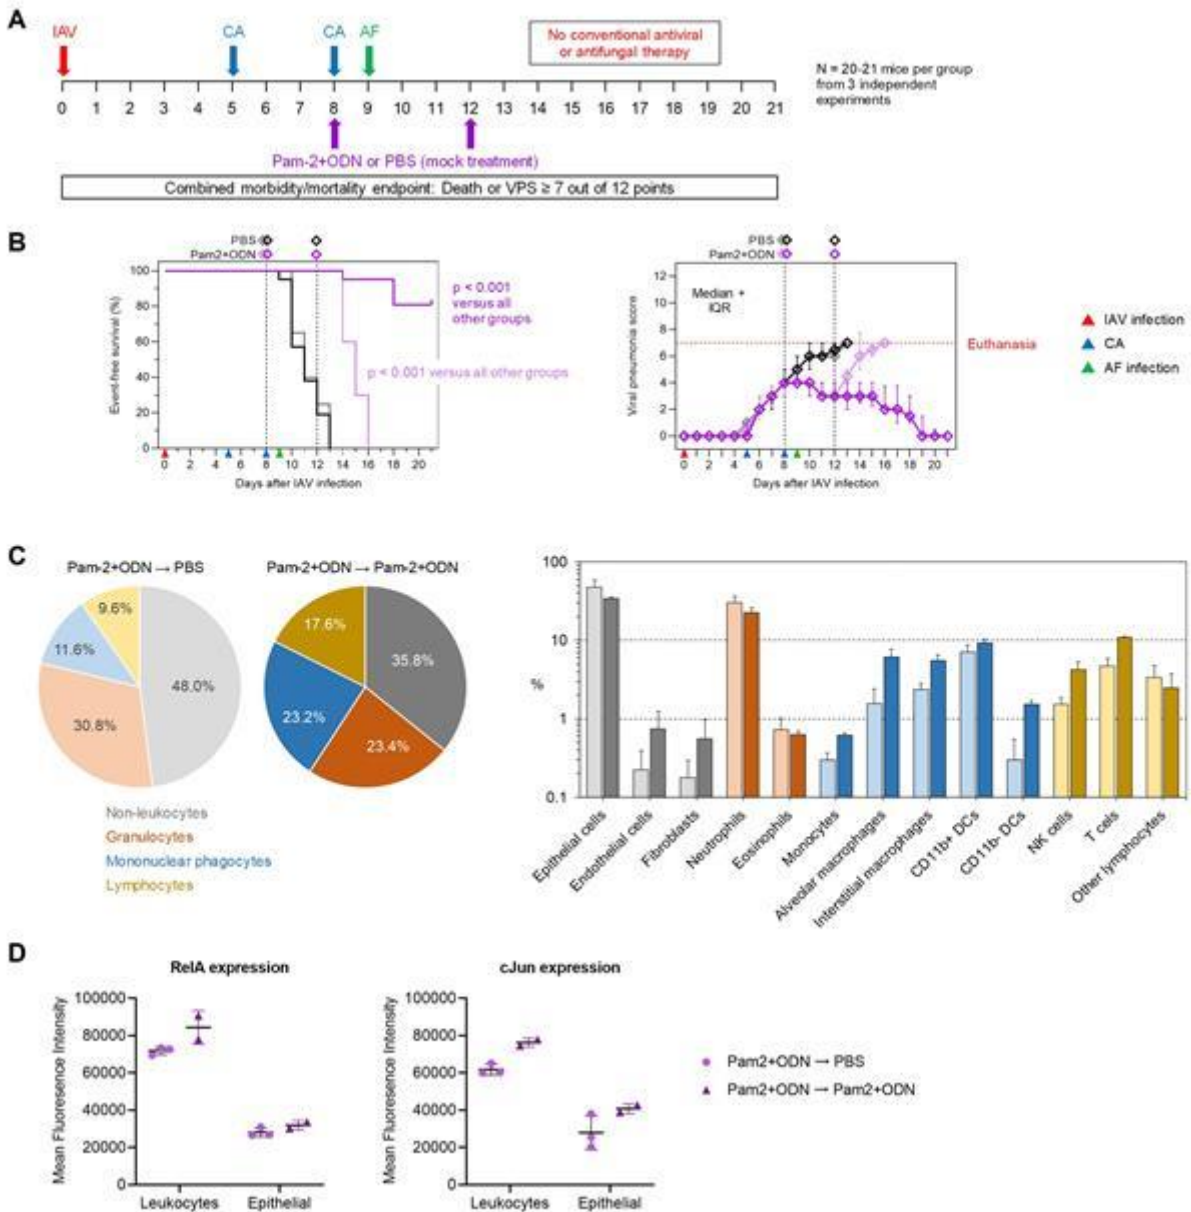 A
IAV
CA
CA
AF
No conventional antiviral
or antifungal therapy
N = 20-21 mice per group
from 3 independent
experiments
0 1 2 3 4 5 6 7 8 9 10 11 12 13 14 15 16 17 18 19 20 21
Pam-2+ODN or PBS (mock treatment)
Combined morbidity/mortality endpoint: Death or VPS ≥ 7 out of 12 points
B
PBS
Pam2+ODN
Event-free survival (%)
100
80
60
40
20
0
p < 0.001
versus all
other groups
p < 0.001 versus all other groups
0 2 4 6 8 10 12 14 16 18 20
Days after IAV infection
PBS
Pam2+ODN
Viral pneumonia score
12
10
8
6
4
2
0
Median +
IQR
Euthanasia
0 2 4 6 8 10 12 14 16 18 20
Days after IAV infection
IAV infection
CA
AF infection
C
Pam-2+ODN → PBS
9.6%
11.6%
48.0%
30.8%
Pam-2+ODN → Pam-2+ODN
17.6%
35.8%
23.2%
23.4%
Non-leukocytes
Granulocytes
Mononuclear phagocytes
Lymphocytes
%
100
10
1
0.1
Epithelial cells
Endothelial cells
Fibroblasts
Neutrophils
Eosinophils
Monocytes
Alveolar macrophages
Interstitial macrophages
CD11b+ DCs
CD11b- DCs
NK cells
T cels
Other lymphocytes
D
RelA expression
Mean Fluoresence Intensity
100000
80000
60000
40000
20000
0
Leukocytes Epithelial
cJun expression
Mean Fluoresence Intensity
100000
80000
60000
40000
20000
0
Leukocytes Epithelial
Pam2+ODN → PBS
Pam2+ODN → Pam2+ODN